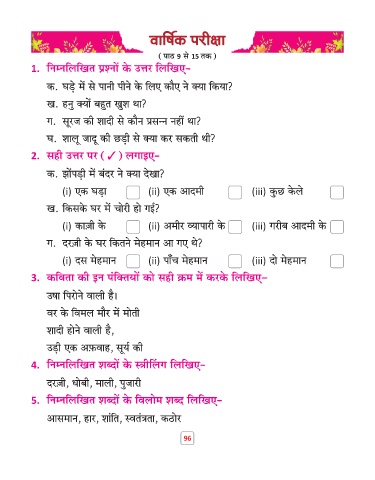 वार्षिक परीक्षा
( पाठ 9 से 15 तक )
1. निम्नलिखित प्रश्नों के उत्तर लिखिए-
क. घड़े में से पानी पीने के लिए कौए ने क्या किया?
ख. हनु क्यों बहुत खुश था?
ग. सूरज की शादी से कौन प्रसन्न नहीं था?
घ. शालू जादू की छड़ी से क्या कर सकती थी?
2. सही उत्तर पर ( ✓ ) लगाइए-
क. झोंपड़ी में बंदर ने क्या देखा?
(i) एक घड़ा (ii) एक आदमी (iii) कुछ केले
ख. किसके घर में चोरी हो गई?
(i) काज़ी के (ii) अमीर व्यापारी के (iii) गरीब आदमी के
ग. दरज़ी के घर कितने मेहमान आ गए थे?
(i) दस मेहमान (ii) पाँच मेहमान (iii) दो मेहमान
3. कविता की इन पंक्तियों को सही क्रम में करके लिखिए-
उषा पिरोने वाली है।
वर के विमल मौर में मोती
शादी होने वाली है,
उड़ी एक अफ़वाह, सूर्य की
4. निम्नलिखित शब्दों के स्त्रीलिंग लिखिए-
दरज़ी, धोबी, माली, पुजारी
5. निम्नलिखित शब्दों के विलोम शब्द लिखिए-
आसमान, हार, शांति, स्वतंत्रता, कठोर
96